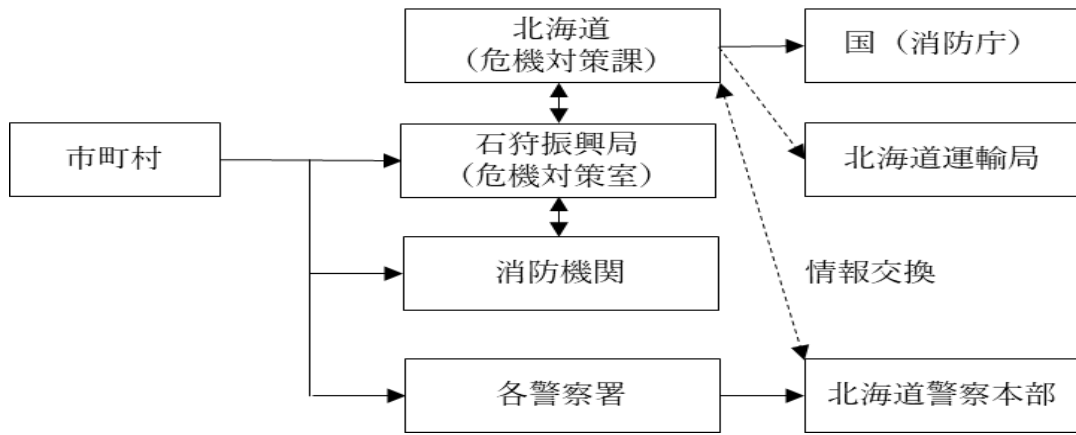 北海道
（危機対策課）
国（消防庁）
市町村
石狩振興局
（危機対策室）
北海道運輸局
消防機関
情報交換
各警察署
北海道警察本部